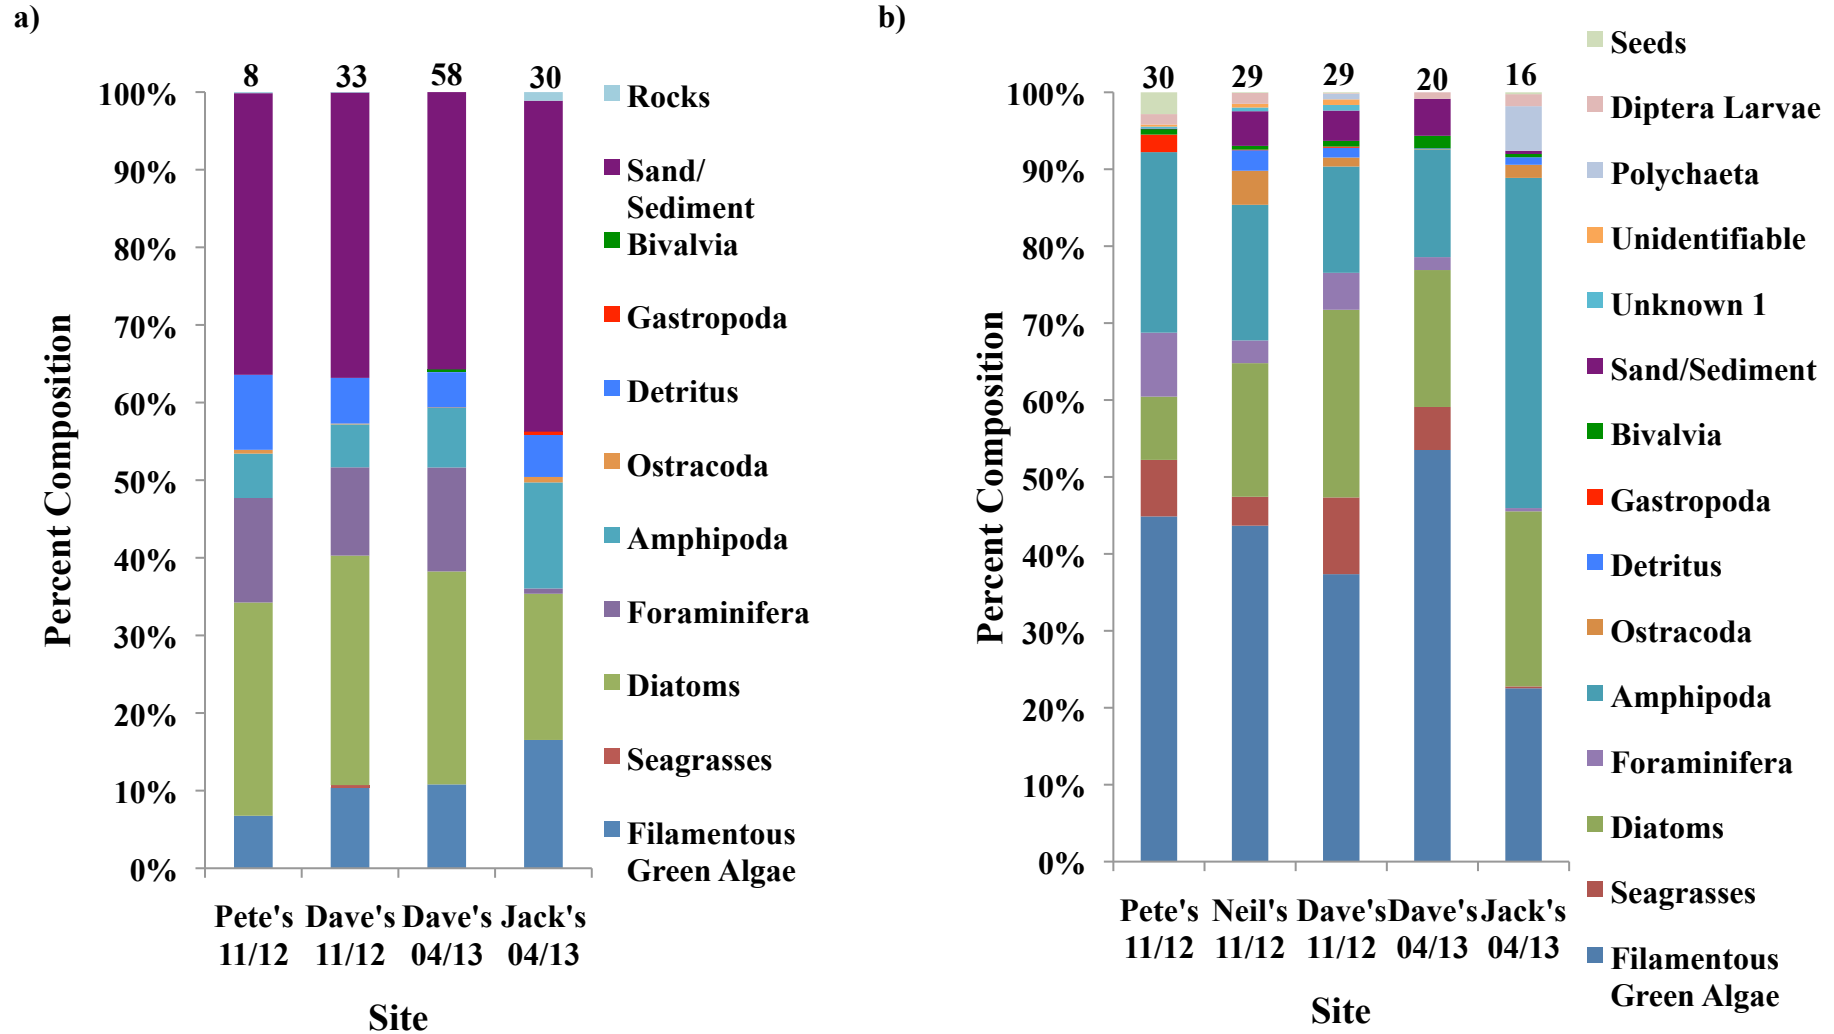 a)
8 33 58 30
100%
90%
80%
70%
60%
50%
40%
30%
20%
10%
0%
Percent Composition
Pete's Dave's Dave's Jack's
11/12 11/12 04/13 04/13
Site
Rocks
Sand/
Sediment
Bivalvia
Gastropoda
Detritus
Ostracoda
Amphipoda
Foraminifera
Diatoms
Seagrasses
Filamentous
Green Algae
b)
30 29 29 20 16
100%
90%
80%
70%
60%
50%
40%
30%
20%
10%
0%
Percent Composition
Pete's Neil's Dave's Dave's Jack's
11/12 11/12 11/12 04/13 04/13
Site
Seeds
Diptera Larvae
Polychaeta
Unidentifiable
Unknown 1
Sand/Sediment
Bivalvia
Gastropoda
Detritus
Ostracoda
Amphipoda
Foraminifera
Diatoms
Seagrasses
Filamentous
Green Algae